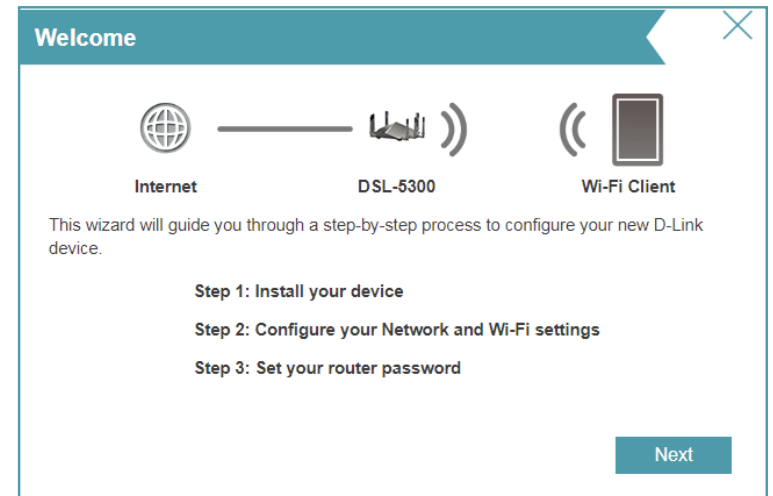 Welcome
Internet
DSL-5300
Wi-Fi Client
This wizard will guide you through a step-by-step process to configure your new D-Link
device.
Step 1: Install your device
Step 2: Configure your Network and Wi-Fi settings
Step 3: Set your router password
Next